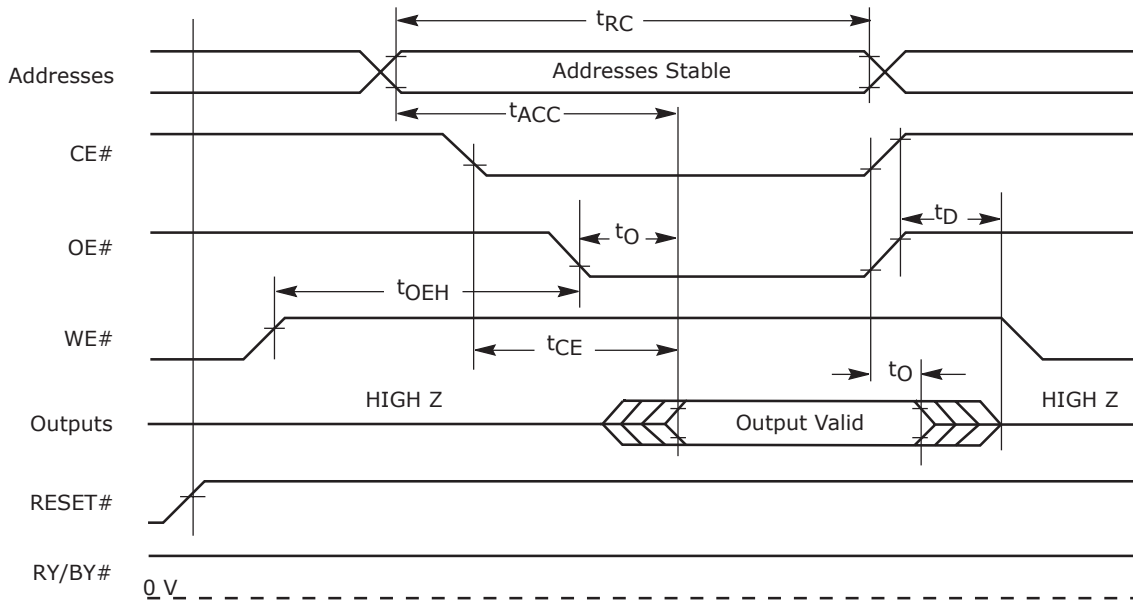 tRC
Addresses
Addresses Stable
tACC
CE#
tD
OE#
tO
tOEH
WE#
tCE
tO
HIGH Z
HIGH Z
Outputs
Output Valid
RESET#
RY/BY#
0 V